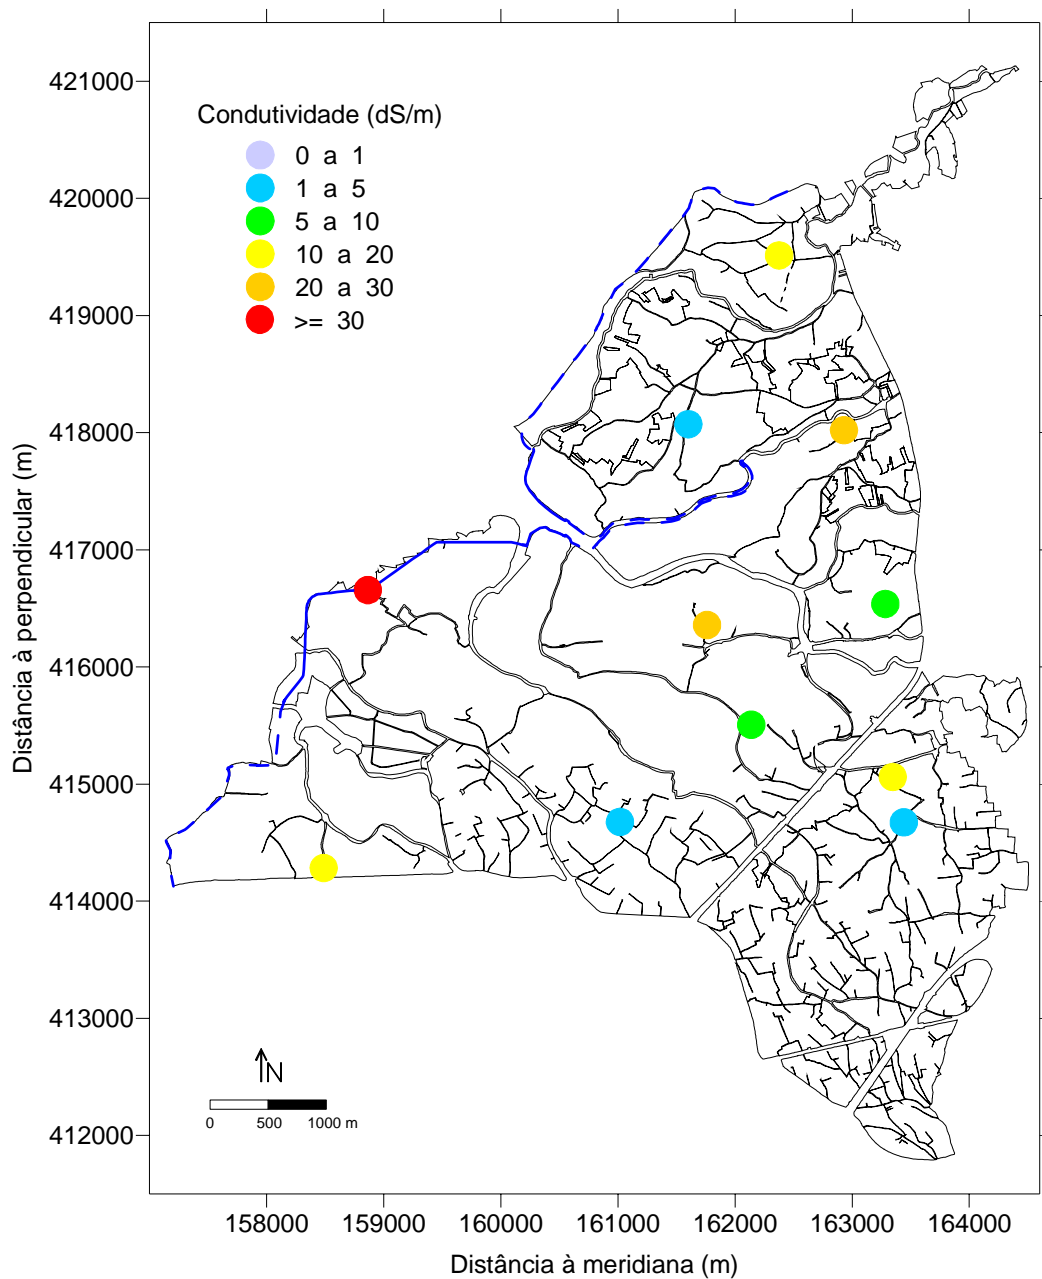 421000
420000
419000
418000
417000
416000
415000
414000
413000
412000
Distância à perpendicular (m)
Condutividade (dS/m)
0 a 1
1 a 5
5 a 10
10 a 20
20 a 30
>= 30
N
0 500 1000 m
158000 159000 160000 161000 162000 163000 164000
Distância à meridiana (m)